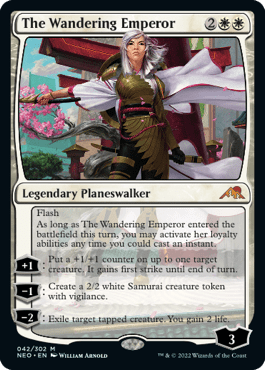 The Wandering Emperor 2
Legendary Planeswalker
Flash
As long as The Wandering Emperor entered the
battlefield this turn, you may activate her loyalty
abilities any time you could cast an instant.
+1 : Put a +1/+1 counter on up to one target
creature. It gains first strike until end of turn.
−1 : Create a 2/2 white Samurai creature token
with vigilance.
−2 : Exile target tapped creature. You gain 2 life.
3
042/302 M
NEO • EN WILLIAM ARNOLD ™ & © 2022 Wizards of the Coast